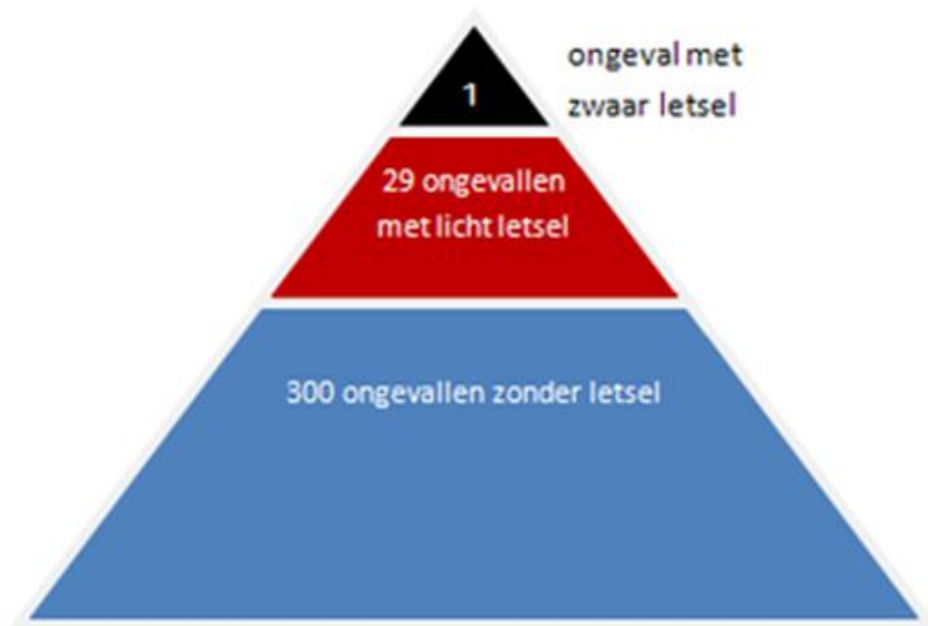 1
ongeval met
zwaar letsel
29 ongevallen
met licht letsel
300 ongevallen zonder letsel